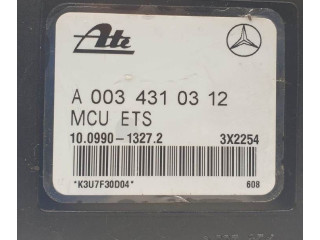 Ate
A 003 431 03 12
MCU ETS
10.0990-1327.2 3X2254
*K3U7F30D04* 608